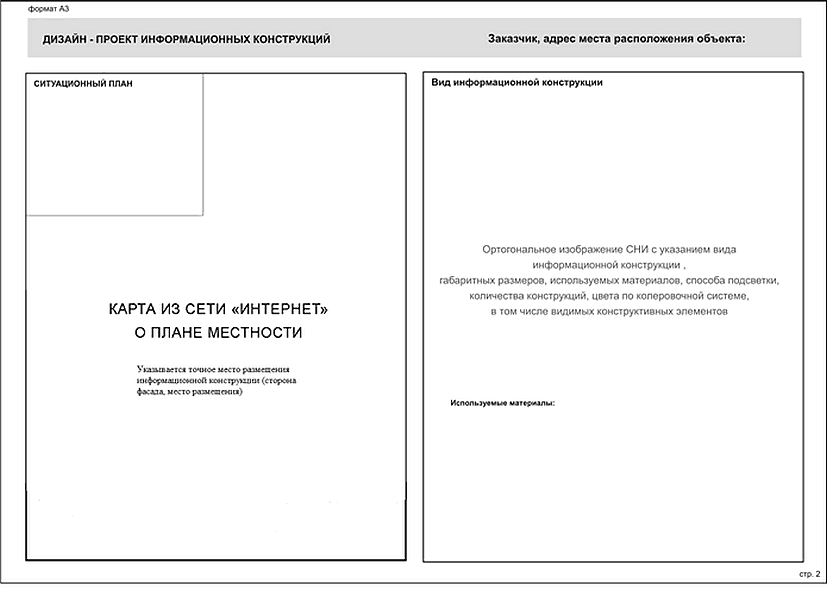 формат А3
ДИЗАЙН - ПРОЕКТ ИНФОРМАЦИОННЫХ КОНСТРУКЦИЙ
Заказчик, адрес места расположения объекта:
СИТУАЦИОННЫЙ ПЛАН
КАРТА ИЗ СЕТИ «ИНТЕРНЕТ»
О ПЛАНЕ МЕСТНОСТИ
Указывается точное место размещения
информационной конструкции (сторона
фасада, место размещения)
Вид информационной конструкции
Ортогональное изображение СНИ с указанием вида
информационной конструкции ,
габаритных размеров, используемых материалов, способа подсветки,
количества конструкций, цвета по колеровочной системе,
в том числе видимых конструктивных элементов
Используемые материалы:
стр. 2